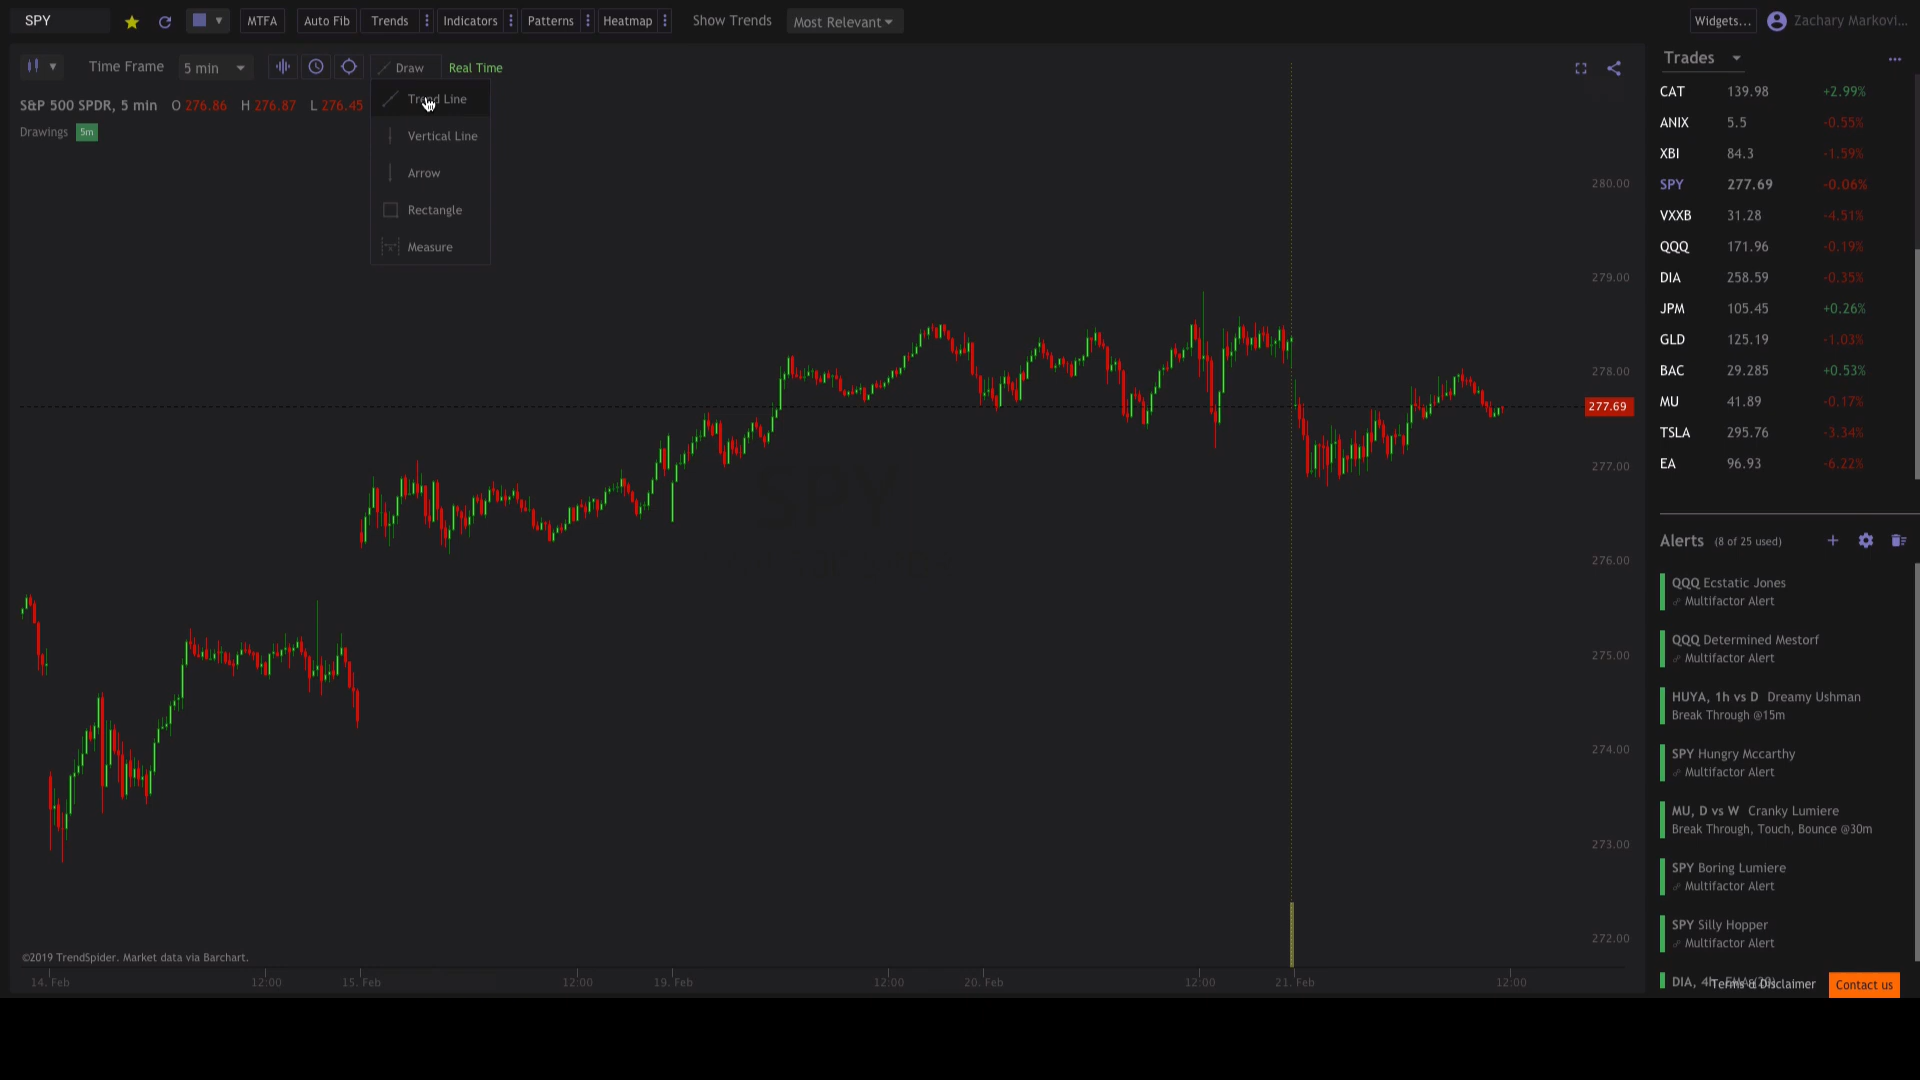 SPY MTFA Auto Fib Trends Indicators Patterns Heatmap Show Trends Most Relevant Widgets... Zachary Markovi...
Time Frame 5 min Draw Real Time
S&P 500 SPDR, 5 min O 276.86 H 276.87 L 276.45
Drawings 5m
Trend Line
Vertical Line
Arrow
Rectangle
Measure
280.00
279.00
278.00
277.69
277.00
276.00
275.00
274.00
273.00
272.00
©2019 TrendSpider. Market data via Barchart.
14. Feb 12:00 15. Feb 12:00 19. Feb 12:00 20. Feb 12:00 21. Feb 12:00
Trades
CAT 139.98 +2.99%
ANIX 5.5 -0.55%
XBI 84.3 -1.59%
SPY 277.69 -0.06%
VXXB 31.28 -4.51%
QQQ 171.96 -0.19%
DIA 258.59 -0.35%
JPM 105.45 +0.26%
GLD 125.19 -1.03%
BAC 29.285 +0.53%
MU 41.89 -0.17%
TSLA 295.76 -3.34%
EA 96.93 -6.22%
Alerts (8 of 25 used)
QQQ Ecstatic Jones
Multifactor Alert
QQQ Determined Mestorf
Multifactor Alert
HUYA, 1h vs D Dreamy Ushman
Break Through @15m
SPY Hungry Mccarthy
Multifactor Alert
MU, D vs W Cranky Lumiere
Break Through, Touch, Bounce @30m
SPY Boring Lumiere
Multifactor Alert
SPY Silly Hopper
Multifactor Alert
DIA, 4h
Terms & Disclaimer
Contact us